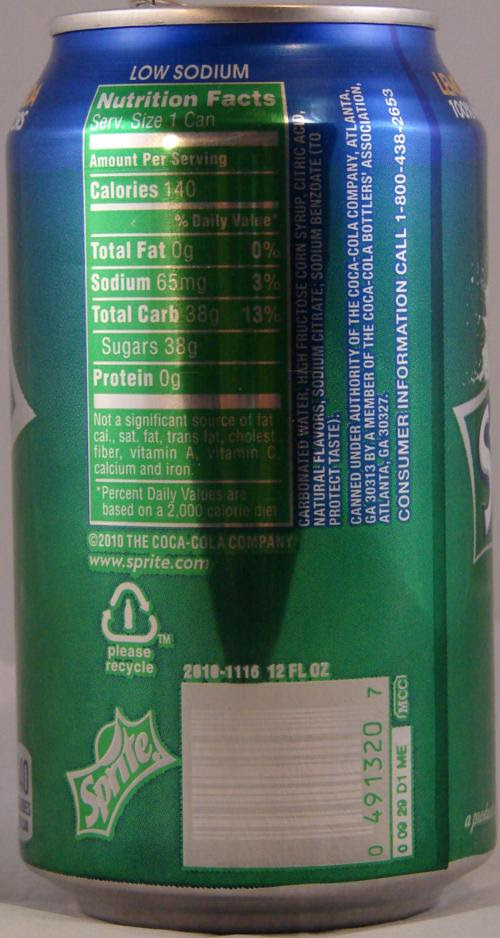 LOW SODIUM
Nutrition Facts
Serv. Size 1 Can
Amount Per Serving
Calories 140
% Daily Value*
Total Fat 0g 0%
Sodium 65mg 3%
Total Carb 38g 13%
Sugars 38g
Protein 0g
Not a significant source of fat
cal., sat. fat, trans fat, cholest.,
fiber, vitamin A, vitamin C,
calcium and iron.
*Percent Daily Values are
based on a 2,000 calorie diet.
©2010 THE COCA-COLA COMPANY
www.sprite.com
CARBONATED WATER, HIGH FRUCTOSE CORN SYRUP, CITRIC ACID,
NATURAL FLAVORS, SODIUM CITRATE, SODIUM BENZOATE (TO
PROTECT TASTE).
CANNED UNDER AUTHORITY OF THE COCA-COLA COMPANY, ATLANTA,
GA 30313 BY A MEMBER OF THE COCA-COLA BOTTLERS' ASSOCIATION,
ATLANTA, GA 30327.
CONSUMER INFORMATION CALL 1-800-438-2653
please TM
recycle
2010-1116 12 FL OZ
Sprite
0 491320 7
0 09 29 D1 ME MCC
100%